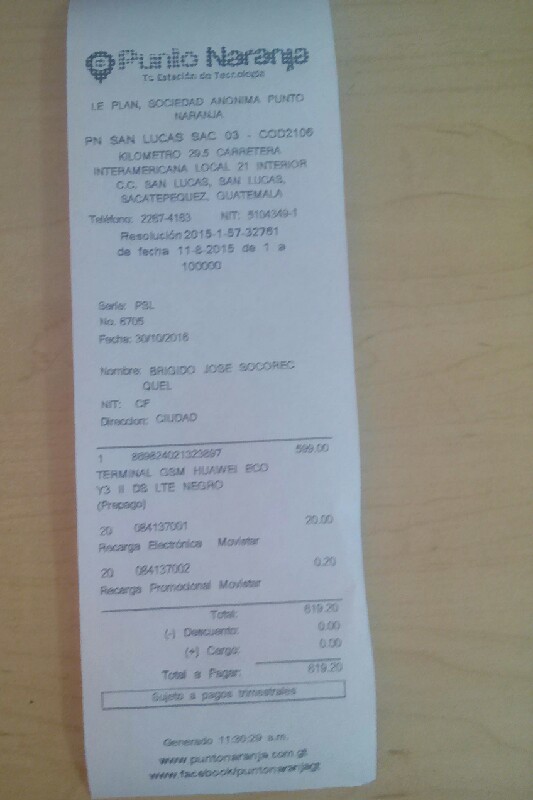 Punto Naranja
Tu Estación de Tecnología
I.E PLAN, SOCIEDAD ANONIMA PUNTO
NARANJA
PN SAN LUCAS SAC 03 - COD2106
KILOMETRO 29.5 CARRETERA
INTERAMERICANA LOCAL 21 INTERIOR
C.C. SAN LUCAS, SAN LUCAS,
SACATEPEQUEZ, GUATEMALA
Teléfono: 2267-4163 NIT: 5104349-1
Resolución 2015-1-57-32761
de fecha 11-8-2015 de 1 a
100000
Serie: PSL
No. 6705
Fecha: 30/10/2016
Nombre: BRIGIDO JOSE SOCOREC
QUEL
NIT: CF
Direccion: CIUDAD
1 869824021323897 599.00
TERMINAL GSM HUAWEI ECO
Y3 II DS LTE NEGRO
(Prepago)
20 084137001 20.00
Recarga Electrónica Movistar
20 084137002 0.20
Recarga Promocional Movistar
Total: 619.20
(-) Descuento: 0.00
(+) Cargo: 0.00
Total a Pagar: 619.20
Sujeto a pagos trimestrales
Generado 11:30:29 a.m.
www.puntonaranja.com.gt
www.facebook/puntonaranjagt